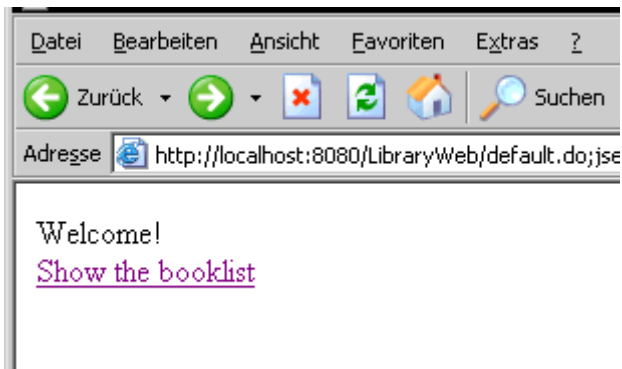 Datei Bearbeiten Ansicht Favoriten Extras ?
Zurück Suchen
Adresse http://localhost:8080/LibraryWeb/default.do;jse
Welcome!
Show the booklist